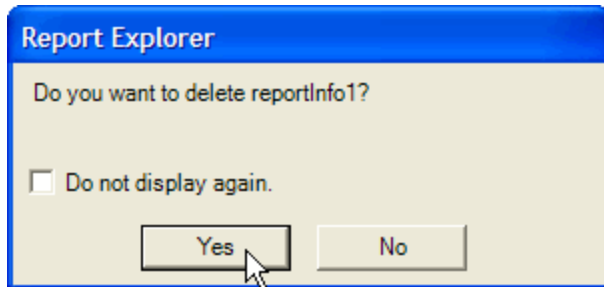 Report Explorer
Do you want to delete reportInfo1?
Do not display again.
Yes No